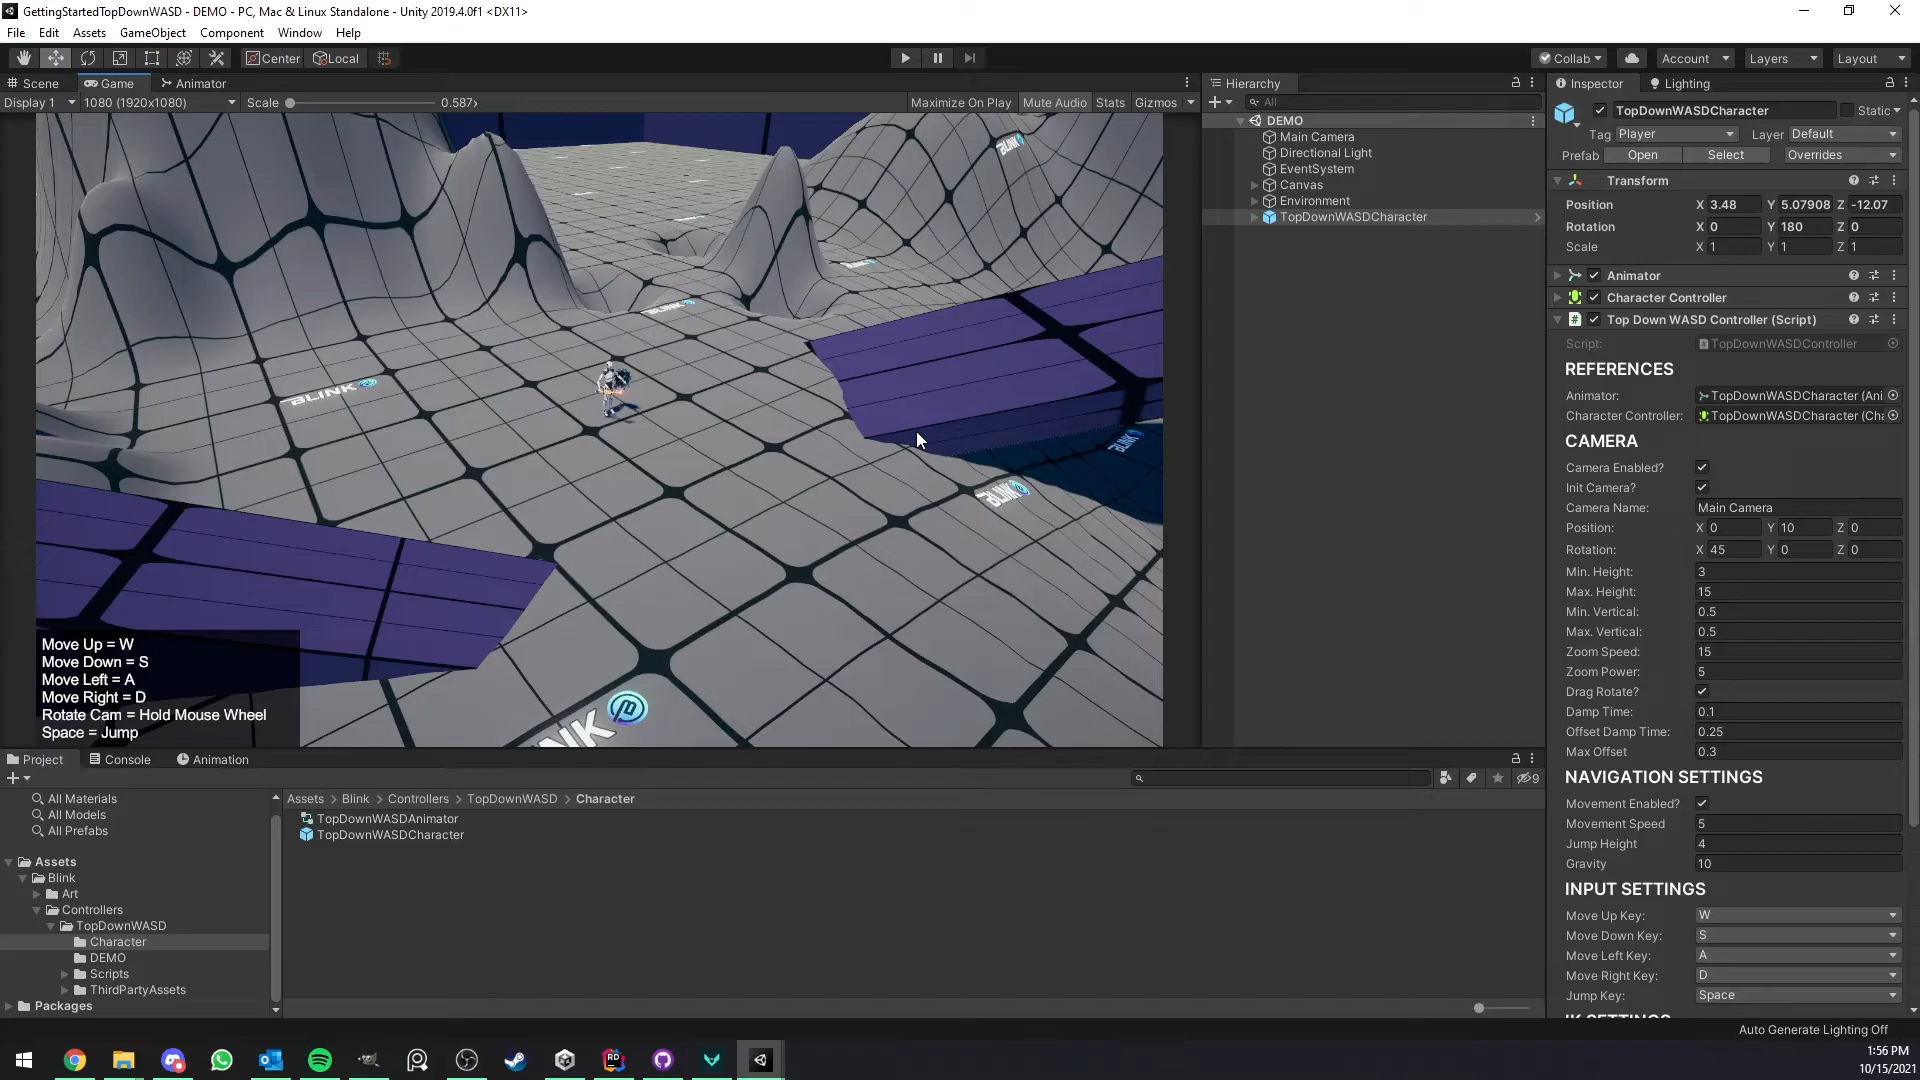 GettingStartedTopDownWASD - DEMO - PC, Mac & Linux Standalone - Unity 2019.4.0f1 <DX11>
File Edit Assets GameObject Component Window Help
Center Local
Collab Account Layers Layout
Scene Game Animator
Display 1 1080 (1920x1080) Scale 0.587x Maximize On Play Mute Audio Stats Gizmos
BLINK
BLINK
BLINK
BLINK
Move Up = W
Move Down = S
Move Left = A
Move Right = D
Rotate Cam = Hold Mouse Wheel
Space = Jump
Hierarchy
All
DEMO
Main Camera
Directional Light
EventSystem
Canvas
Environment
TopDownWASDCharacter
Inspector Lighting
TopDownWASDCharacter Static
Tag Player Layer Default
Prefab Open Select Overrides
Transform
Position X 3.48 Y 5.07908 Z -12.07
Rotation X 0 Y 180 Z 0
Scale X 1 Y 1 Z 1
Animator
Character Controller
Top Down WASD Controller (Script)
Script: TopDownWASDController
REFERENCES
Animator: TopDownWASDCharacter (Ani
Character Controller: TopDownWASDCharacter (Cha
CAMERA
Camera Enabled?
Init Camera?
Camera Name: Main Camera
Position: X 0 Y 10 Z 0
Rotation: X 45 Y 0 Z 0
Min. Height: 3
Max. Height: 15
Min. Vertical: 0.5
Max. Vertical: 0.5
Zoom Speed: 15
Zoom Power: 5
Drag Rotate?
Damp Time: 0.1
Offset Damp Time: 0.25
Max Offset 0.3
NAVIGATION SETTINGS
Movement Enabled?
Movement Speed 5
Jump Height 4
Gravity 10
INPUT SETTINGS
Move Up Key: W
Move Down Key: S
Move Left Key: A
Move Right Key: D
Jump Key: Space
IK SETTINGS
Project Console Animation
9
All Materials
All Models
All Prefabs
Assets
Blink
Art
Controllers
TopDownWASD
Character
DEMO
Scripts
ThirdPartyAssets
Packages
Assets > Blink > Controllers > TopDownWASD > Character
TopDownWASDAnimator
TopDownWASDCharacter
Auto Generate Lighting Off
1:56 PM
10/15/2021